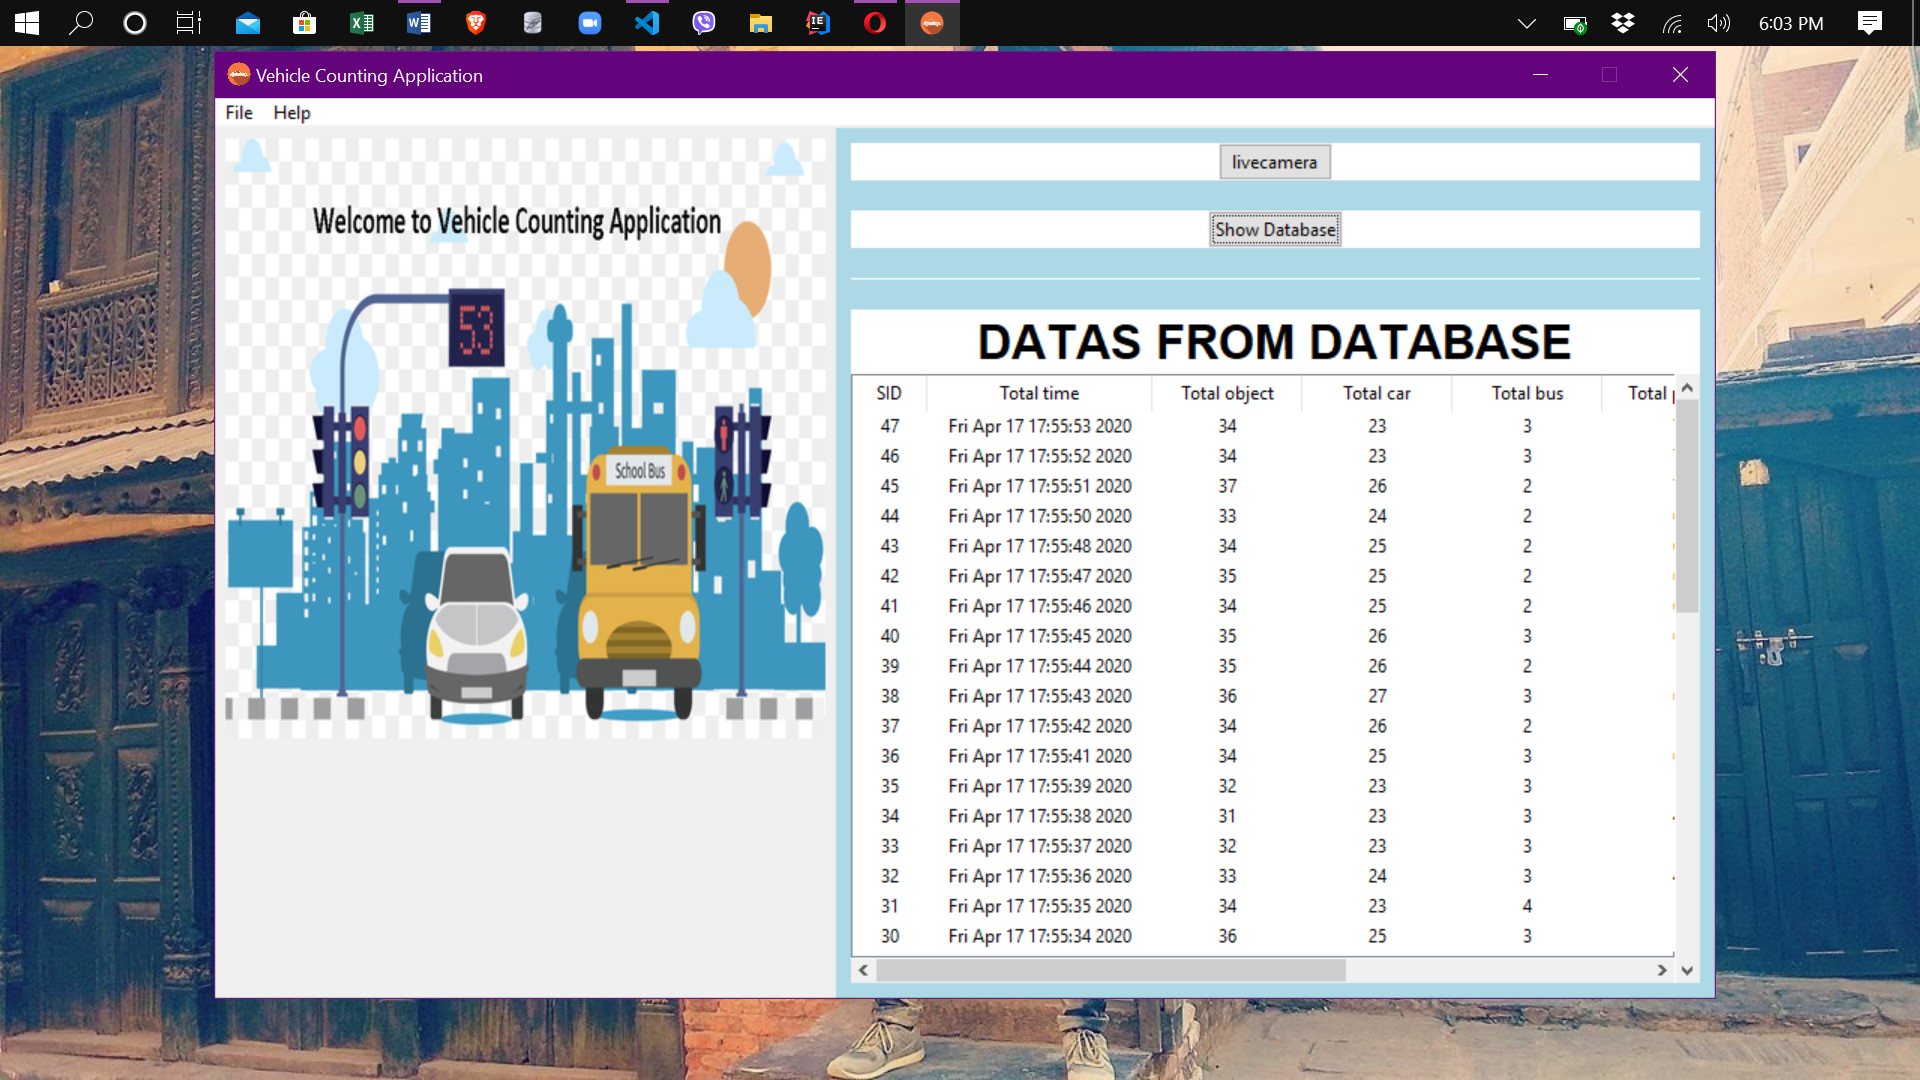 6:03 PM
Vehicle Counting Application
File Help
Welcome to Vehicle Counting Application
53
School Bus
livecamera
Show Database
DATAS FROM DATABASE
SID Total time Total object Total car Total bus Total
47 Fri Apr 17 17:55:53 2020 34 23 3
46 Fri Apr 17 17:55:52 2020 34 23 3
45 Fri Apr 17 17:55:51 2020 37 26 2
44 Fri Apr 17 17:55:50 2020 33 24 2
43 Fri Apr 17 17:55:48 2020 34 25 2
42 Fri Apr 17 17:55:47 2020 35 25 2
41 Fri Apr 17 17:55:46 2020 34 25 2
40 Fri Apr 17 17:55:45 2020 35 26 3
39 Fri Apr 17 17:55:44 2020 35 26 2
38 Fri Apr 17 17:55:43 2020 36 27 3
37 Fri Apr 17 17:55:42 2020 34 26 2
36 Fri Apr 17 17:55:41 2020 34 25 3
35 Fri Apr 17 17:55:39 2020 32 23 3
34 Fri Apr 17 17:55:38 2020 31 23 3
33 Fri Apr 17 17:55:37 2020 32 23 3
32 Fri Apr 17 17:55:36 2020 33 24 3
31 Fri Apr 17 17:55:35 2020 34 23 4
30 Fri Apr 17 17:55:34 2020 36 25 3